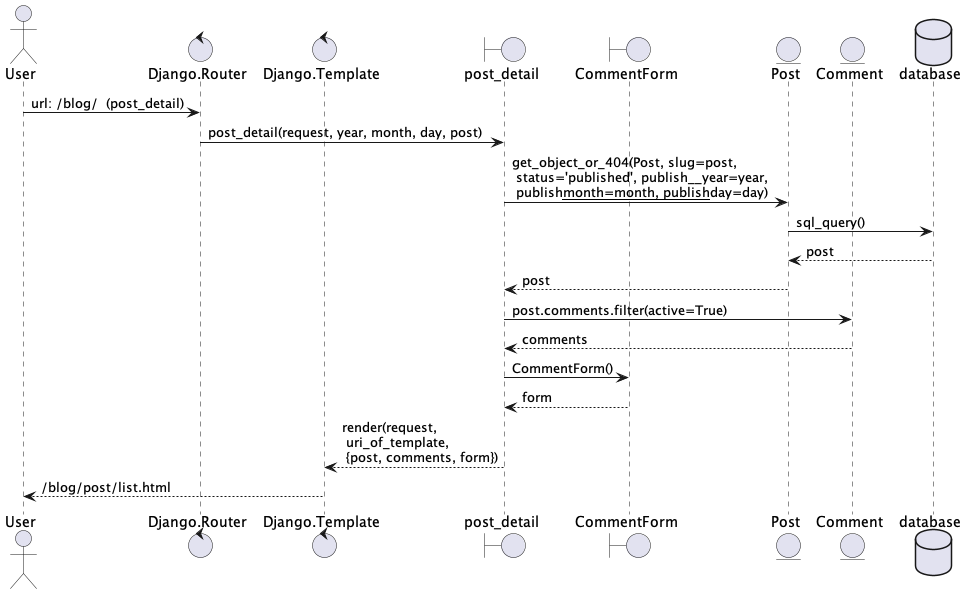 User
Django.Router
Django.Template
post_detail
CommentForm
Post
Comment
database
url: /blog/  (post_detail)
post_detail(request, year, month, day, post)
get_object_or_404(Post, slug=post,
status='published', publish__year=year,
publishmonth=month, publishday=day)
sql_query()
post
post
post.comments.filter(active=True)
comments
CommentForm()
form
render(request,
uri_of_template,
{post, comments, form})
/blog/post/list.html
User
Django.Router
Django.Template
post_detail
CommentForm
Post
Comment
database